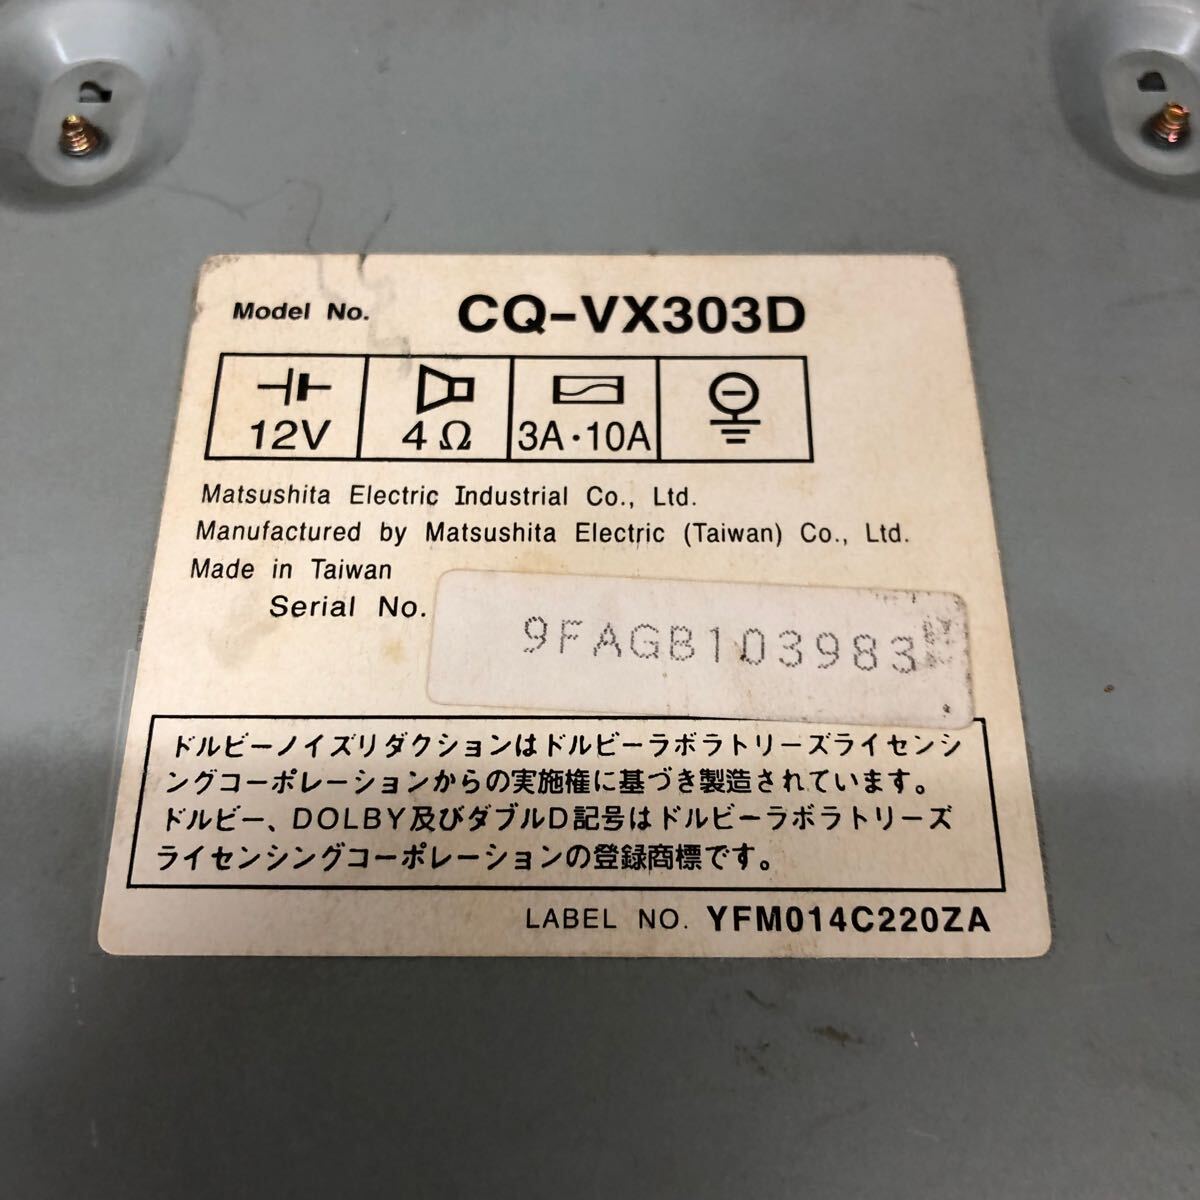 Model No. CQ-VX303D
12V 4Ω 3A·10A
Matsushita Electric Industrial Co., Ltd.
Manufactured by Matsushita Electric (Taiwan) Co., Ltd.
Made in Taiwan
Serial No. 9FAGB103983
ドルビーノイズリダクションはドルビーラボラトリーズライセンシ
ングコーポレーションからの実施権に基づき製造されています。
ドルビー、DOLBY及びダブルD記号はドルビーラボラトリーズ
ライセンシングコーポレーションの登録商標です。
LABEL NO. YFM014C220ZA